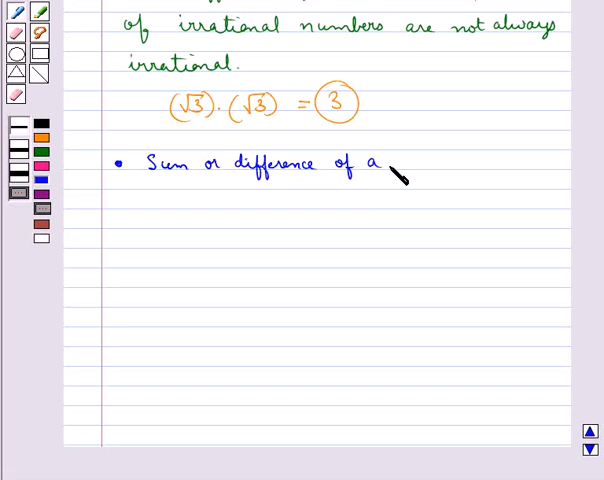 of irrational numbers are not always
irrational.
(√3).(√3) = 3
• Sum or difference of a